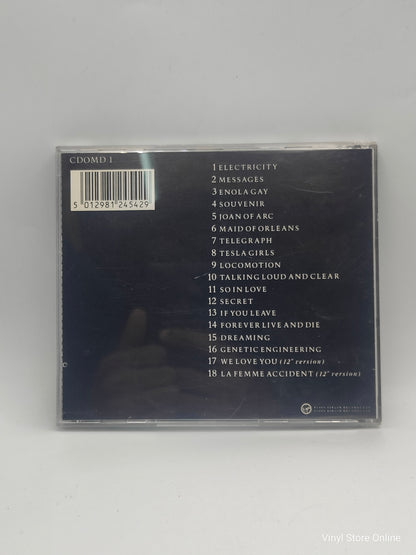 CDOMD 1
5 012981 245429
1 ELECTRICITY
2 MESSAGES
3 ENOLA GAY
4 SOUVENIR
5 JOAN OF ARC
6 MAID OF ORLEANS
7 TELEGRAPH
8 TESLA GIRLS
9 LOCOMOTION
10 TALKING LOUD AND CLEAR
11 SO IN LOVE
12 SECRET
13 IF YOU LEAVE
14 FOREVER LIVE AND DIE
15 DREAMING
16 GENETIC ENGINEERING
17 WE LOVE YOU (12" version)
18 LA FEMME ACCIDENT (12" version)
Vinyl Store Online